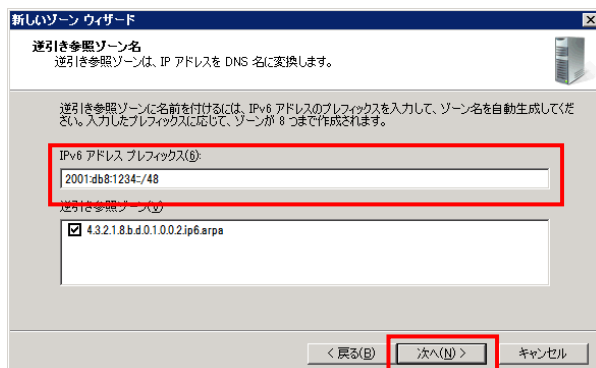 新しいゾーン ウィザード
逆引き参照ゾーン名
逆引き参照ゾーンは、IP アドレスを DNS 名に変換します。
逆引き参照ゾーンに名前を付けるには、IPv6 アドレスのプレフィックスを入力して、ゾーン名を自動生成してくだ
さい。入力したプレフィックスに応じて、ゾーンが 8 つまで作成されます。
IPv6 アドレス プレフィックス(6):
2001:db8:1234::/48
逆引き参照ゾーン(V)
4.3.2.1.8.b.d.0.1.0.0.2.ip6.arpa
< 戻る(B)
次へ(N) >
キャンセル